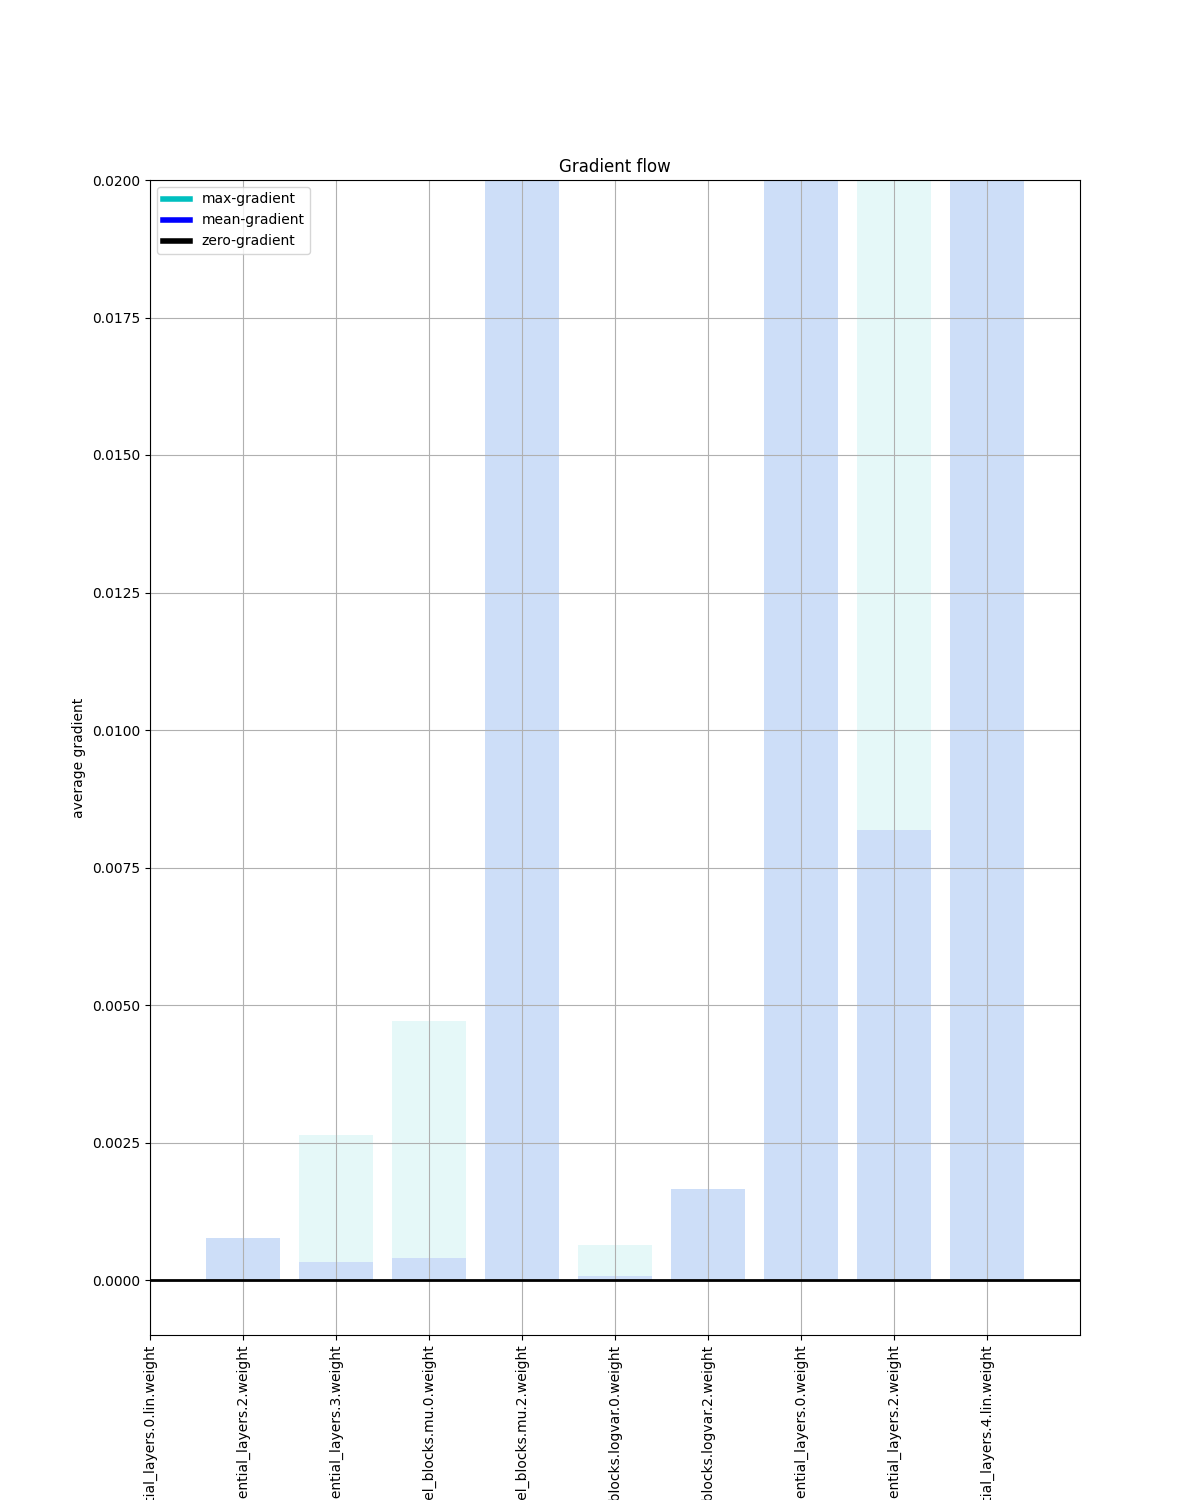 Gradient flow
max-gradient
mean-gradient
zero-gradient
0.0200
0.0175
0.0150
0.0125
0.0100
0.0075
0.0050
0.0025
0.0000
average gradient
tial_layers.0.lin.weight
ential_layers.2.weight
ential_layers.3.weight
el_blocks.mu.0.weight
el_blocks.mu.2.weight
blocks.logvar.0.weight
blocks.logvar.2.weight
ential_layers.0.weight
ential_layers.2.weight
tial_layers.4.lin.weight